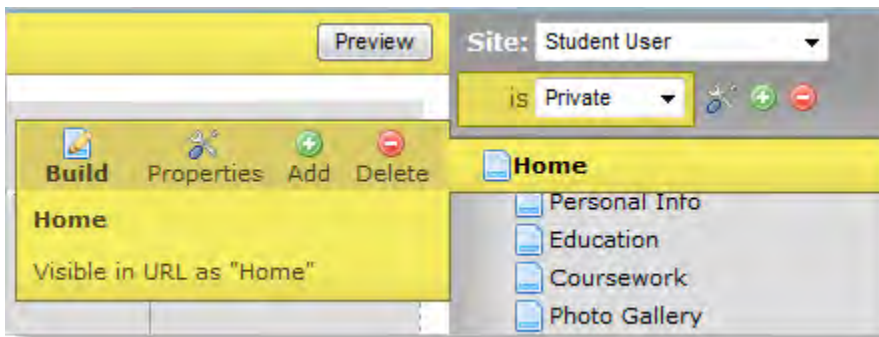 Preview
Site: Student User
is Private
Build Properties Add Delete
Home
Visible in URL as "Home"
Home
Personal Info
Education
Coursework
Photo Gallery